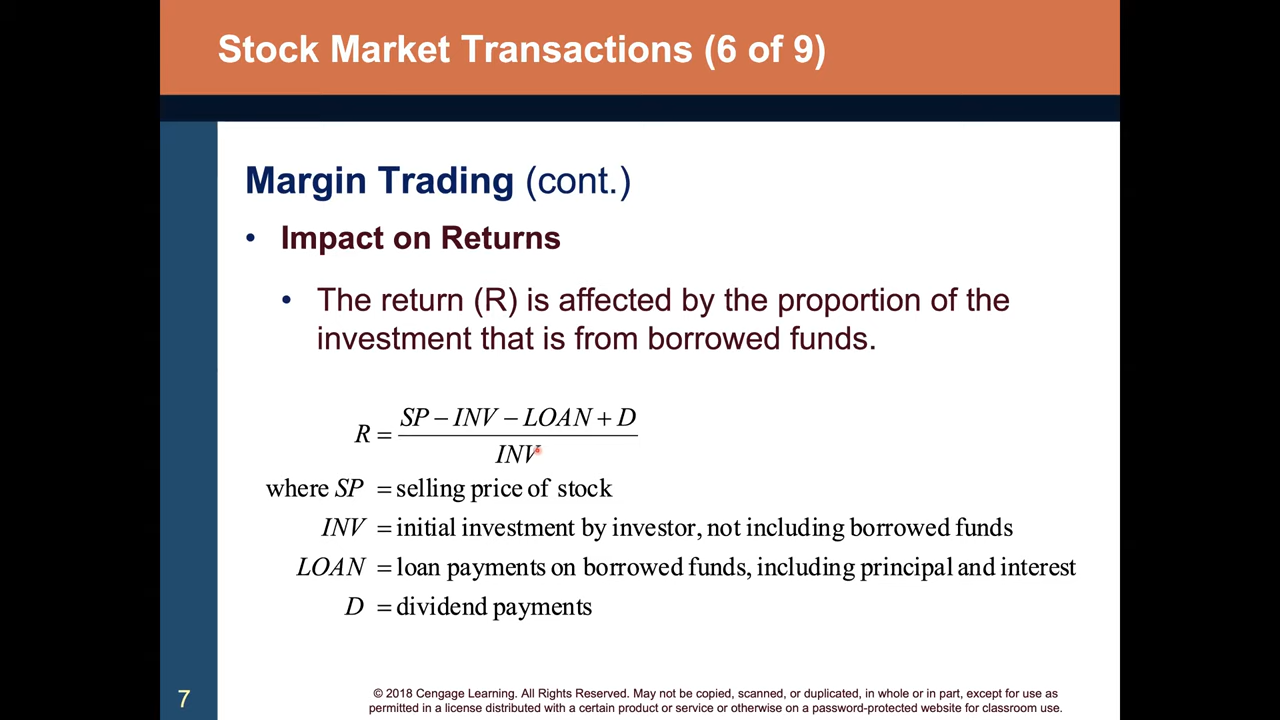 Stock Market Transactions (6 of 9)
Margin Trading (cont.)
• Impact on Returns
• The return (R) is affected by the proportion of the
investment that is from borrowed funds.
R = \frac{SP − INV − LOAN + D}{INV}
where SP = selling price of stock
INV = initial investment by investor, not including borrowed funds
LOAN = loan payments on borrowed funds, including principal and interest
D = dividend payments
7
© 2018 Cengage Learning. All Rights Reserved. May not be copied, scanned, or duplicated, in whole or in part, except for use as
permitted in a license distributed with a certain product or service or otherwise on a password-protected website for classroom use.